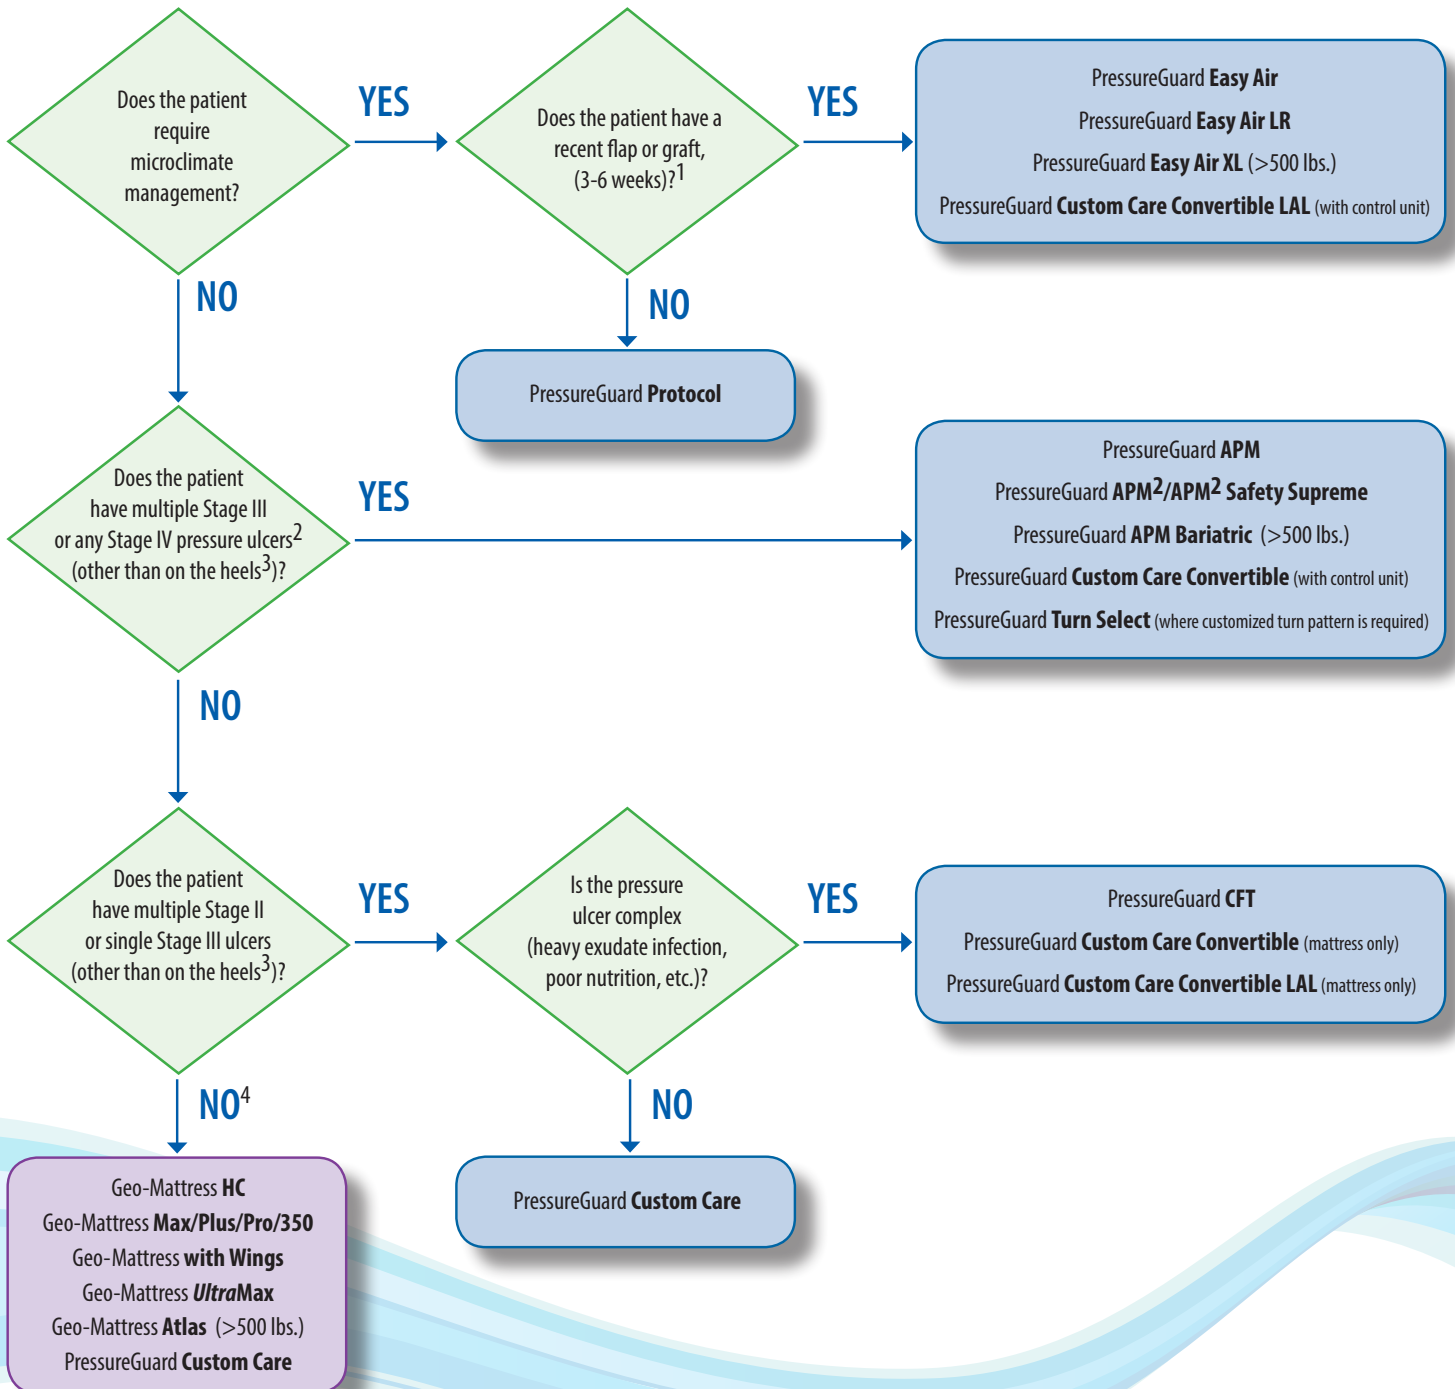 Does the patient
require
microclimate
management?
YES
Does the patient have a
recent flap or graft,
(3-6 weeks)?1
YES
PressureGuard Easy Air
PressureGuard Easy Air LR
PressureGuard Easy Air XL (>500 lbs.)
PressureGuard Custom Care Convertible LAL (with control unit)
NO
NO
PressureGuard Protocol
Does the patient
have multiple Stage III
or any Stage IV pressure ulcers2
(other than on the heels3)?
YES
PressureGuard APM
PressureGuard APM2/APM2 Safety Supreme
PressureGuard APM Bariatric (>500 lbs.)
PressureGuard Custom Care Convertible (with control unit)
PressureGuard Turn Select (where customized turn pattern is required)
NO
Does the patient
have multiple Stage II
or single Stage III ulcers
(other than on the heels3)?
YES
Is the pressure
ulcer complex
(heavy exudate infection,
poor nutrition, etc.)?
YES
PressureGuard CFT
PressureGuard Custom Care Convertible (mattress only)
PressureGuard Custom Care Convertible LAL (mattress only)
NO4
NO
Geo-Mattress HC
Geo-Mattress Max/Plus/Pro/350
Geo-Mattress with Wings
Geo-Mattress UltraMax
Geo-Mattress Atlas (>500 lbs.)
PressureGuard Custom Care
PressureGuard Custom Care